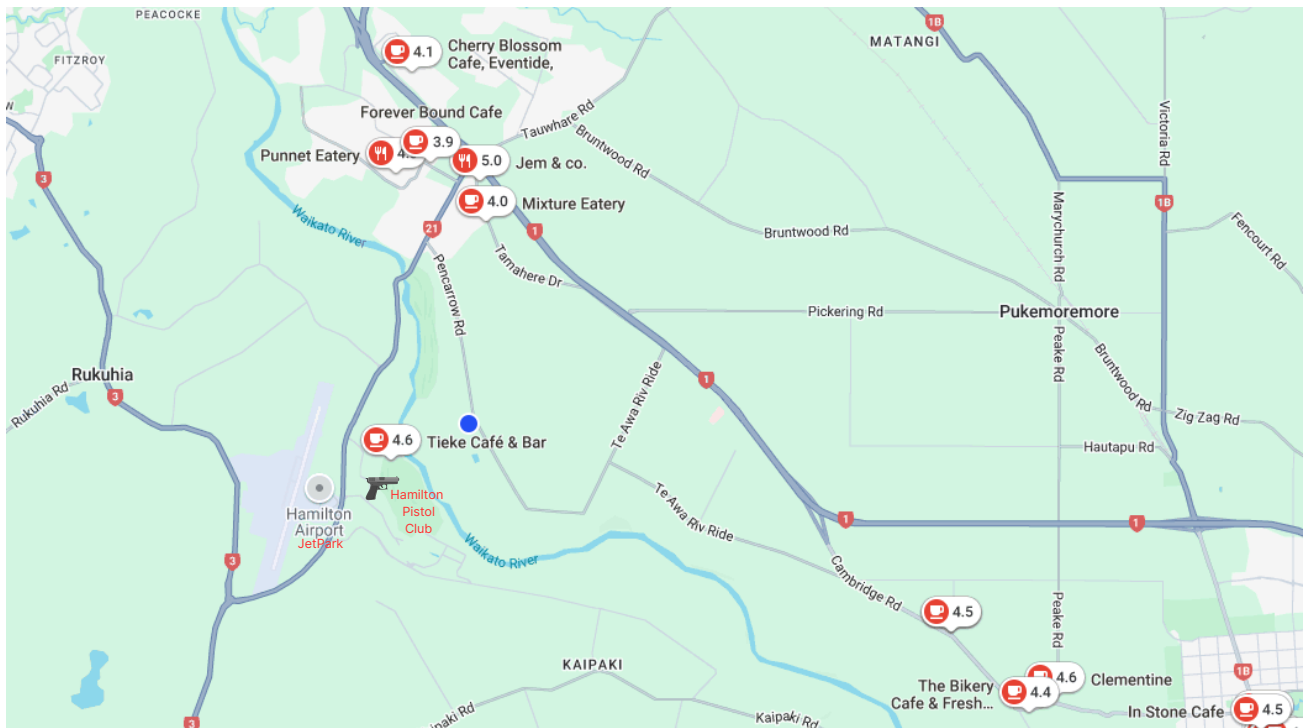 PEACOCKE
1B
MATANGI
4.1
Cherry Blossom
Cafe, Eventide,
FITZROY
Forever Bound Cafe
Tauwhare Rd
Victoria Rd
Bruntwood Rd
3.9
Punnet Eatery
5.0
Jem & co.
3
4.0
Mixture Eatery
Marychurch Rd
1B
Waikato River
21
1
Bruntwood Rd
Fencourt Rd
Tamahere Dr
Pencarrow Rd
Pickering Rd
Pukemoremore
Peake Rd
Rukuhia
Rukuhia Rd
3
Te Awa Riv Ride
1
Bruntwood Rd
Zig Zag Rd
4.6
Tieke Café & Bar
Hautapu Rd
Hamilton
Pistol
Club
Hamilton
Airport
JetPark
Te Awa Riv Ride
1
1
Waikato River
3
Cambridge Rd
4.5
Peake Rd
KAIPAKI
1B
The Bikery
Cafe & Fresh...
4.6
Clementine
4.4
In Stone Cafe
4.5
3
Kaipaki Rd